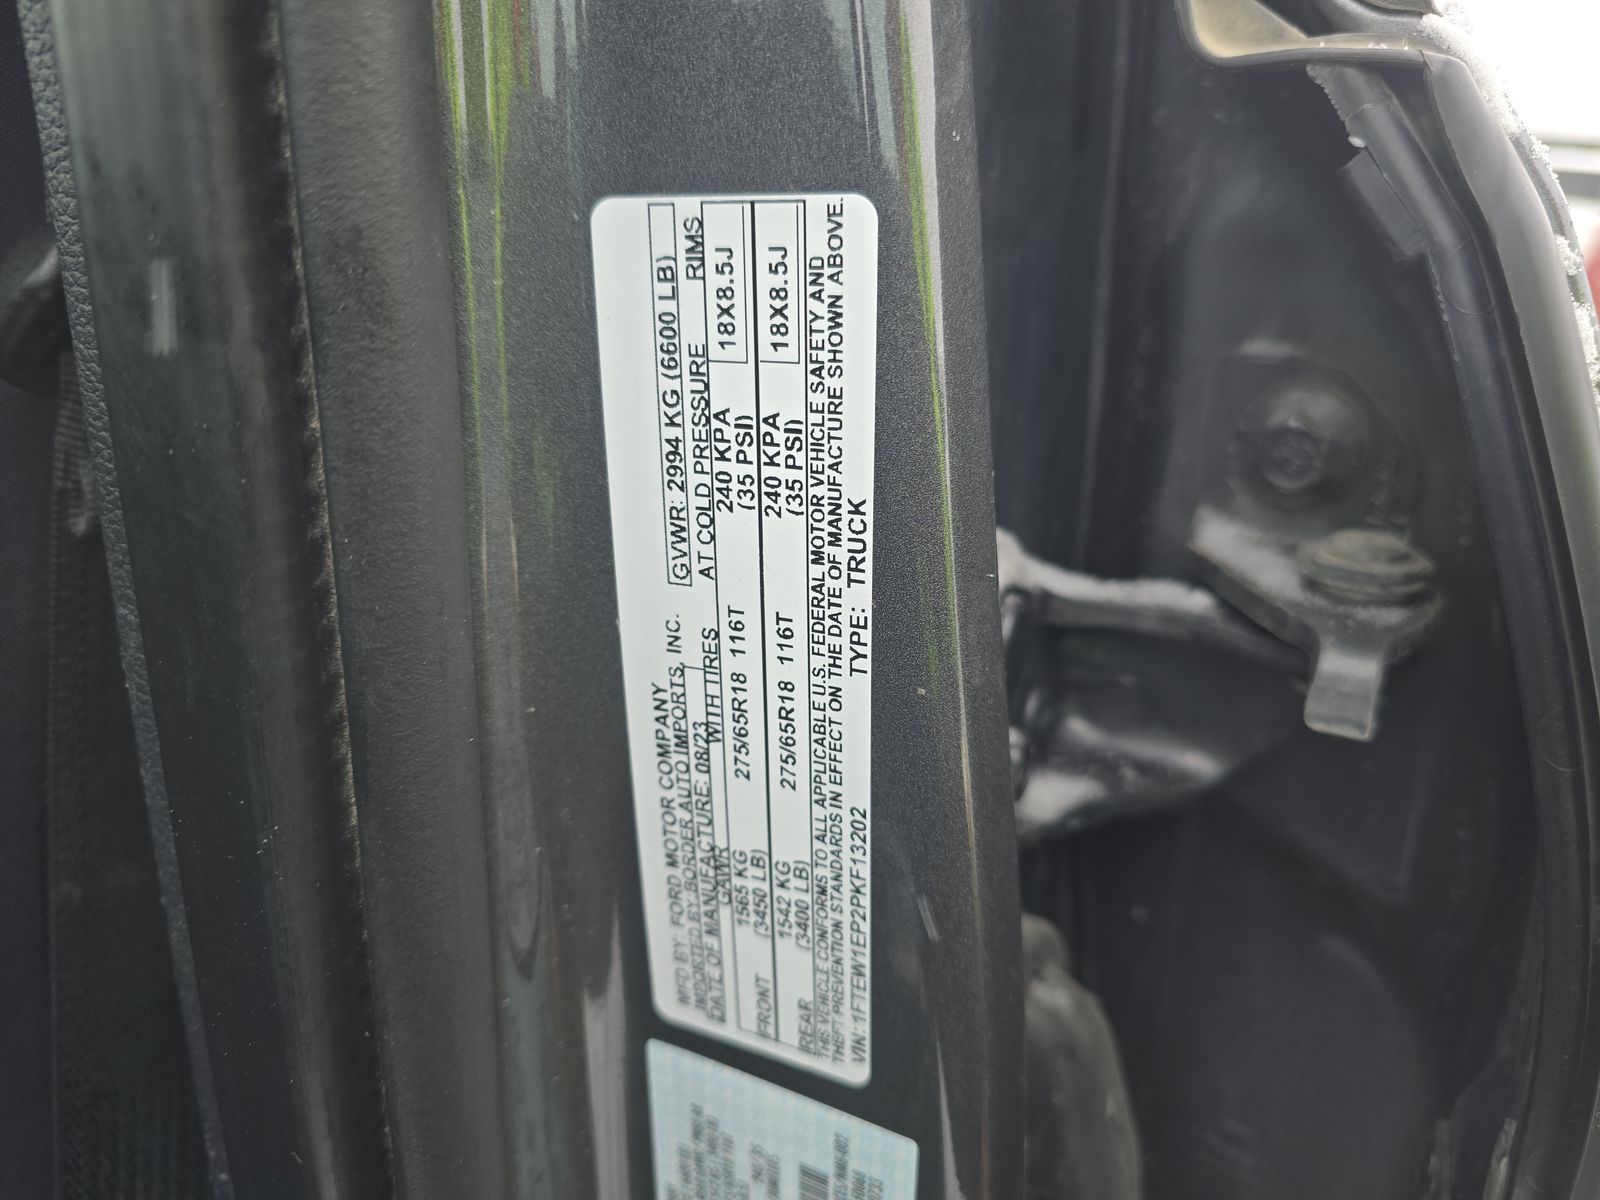 MFD BY: FORD MOTOR COMPANY
IMPORTED BY BORDER AUTO IMPORTS, INC.
GVWR: 2994 KG (6600 LB)
DATE OF MANUFACTURE: 08/23
GAWR WITH TIRES AT COLD PRESSURE RIMS
FRONT 1565 KG 275/65R18 116T 240 KPA 18X8.5J
(3450 LB) (35 PSI)
REAR 1542 KG 275/65R18 116T 240 KPA 18X8.5J
(3400 LB) (35 PSI)
THIS VEHICLE CONFORMS TO ALL APPLICABLE U.S. FEDERAL MOTOR VEHICLE SAFETY AND
THEFT PREVENTION STANDARDS IN EFFECT ON THE DATE OF MANUFACTURE SHOWN ABOVE.
VIN: 1FTEW1EP2PKF13202 TYPE: TRUCK